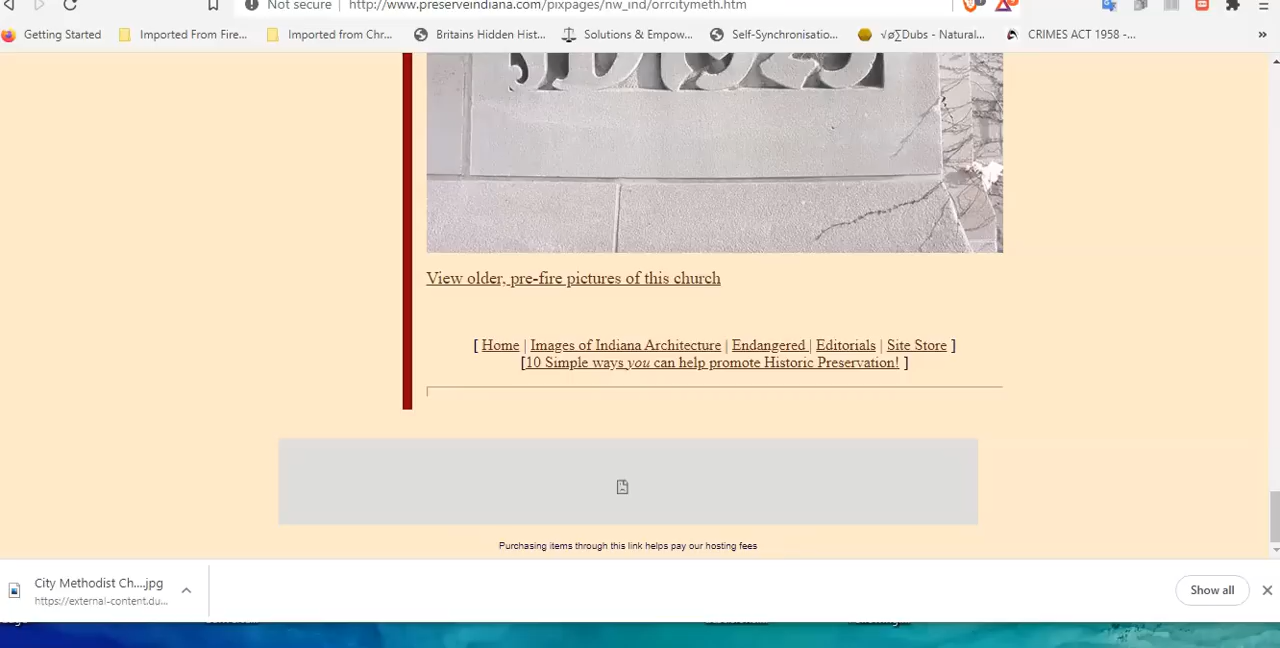 Not secure | http://www.preserveindiana.com/pixpages/nw_ind/orrcitymeth.htm
Getting Started Imported From Fire... Imported from Chr... Britains Hidden Hist... Solutions & Empow... Self-Synchronisatio... √ø∑Dubs - Natural... CRIMES ACT 1958 -... »
View older, pre-fire pictures of this church
[ Home | Images of Indiana Architecture | Endangered | Editorials | Site Store ]
[10 Simple ways you can help promote Historic Preservation! ]
Purchasing items through this link helps pay our hosting fees
City Methodist Ch....jpg
https://external-content.du...
Show all